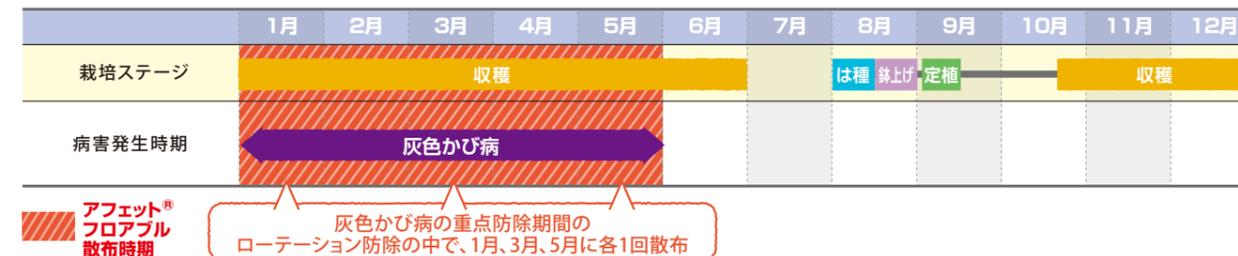 1月 2月 3月 4月 5月 6月 7月 8月 9月 10月 11月 12月
栽培ステージ 収穫 は種 鉢上げ 定植 収穫
病害発生時期 灰色かび病
アフェット®
フロアブル
散布時期
灰色かび病の重点防除期間の
ローテーション防除の中で、1月、3月、5月に各1回散布